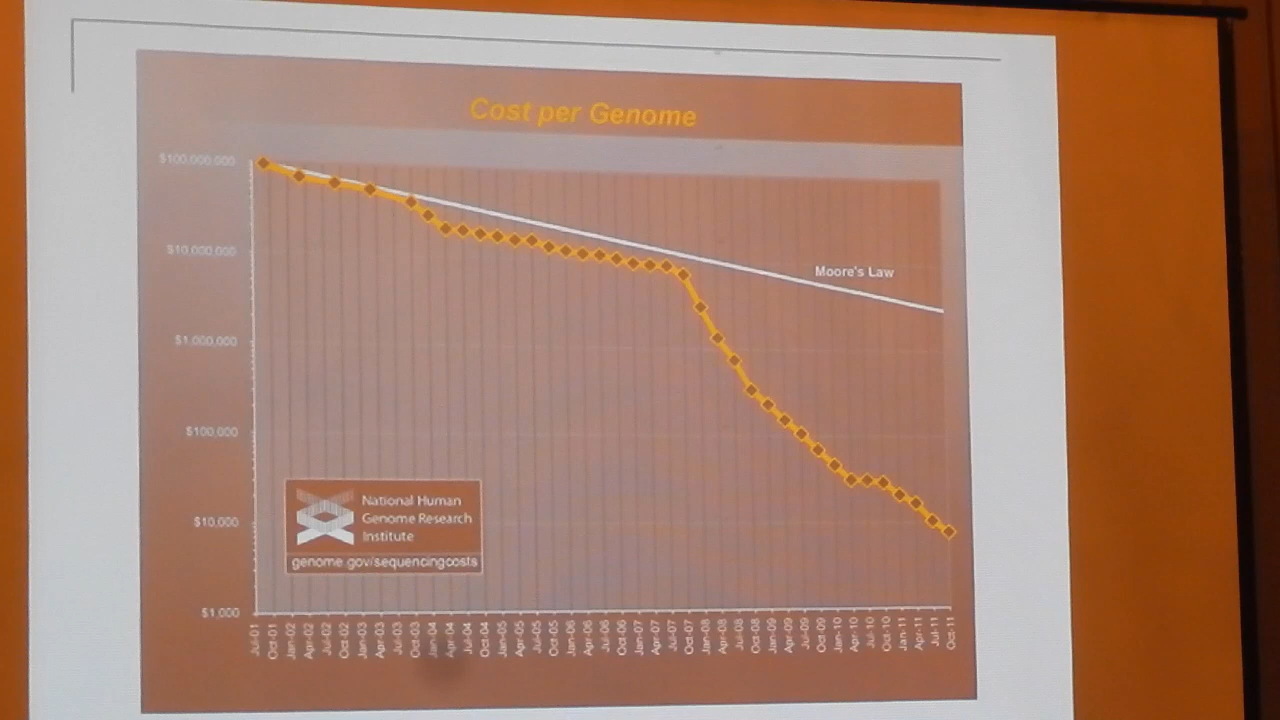 Cost per Genome
$100,000,000
$10,000,000
$1,000,000
$100,000
$10,000
$1,000
Moore's Law
National Human
Genome Research
Institute
genome.gov/sequencingcosts
Jul-01
Oct-01
Jan-02
Apr-02
Jul-02
Oct-02
Jan-03
Apr-03
Jul-03
Oct-03
Jan-04
Apr-04
Jul-04
Oct-04
Jan-05
Apr-05
Jul-05
Oct-05
Jan-06
Apr-06
Jul-06
Oct-06
Jan-07
Apr-07
Jul-07
Oct-07
Jan-08
Apr-08
Jul-08
Oct-08
Jan-09
Apr-09
Jul-09
Oct-09
Jan-10
Apr-10
Jul-10
Oct-10
Jan-11
Apr-11
Jul-11
Oct-11